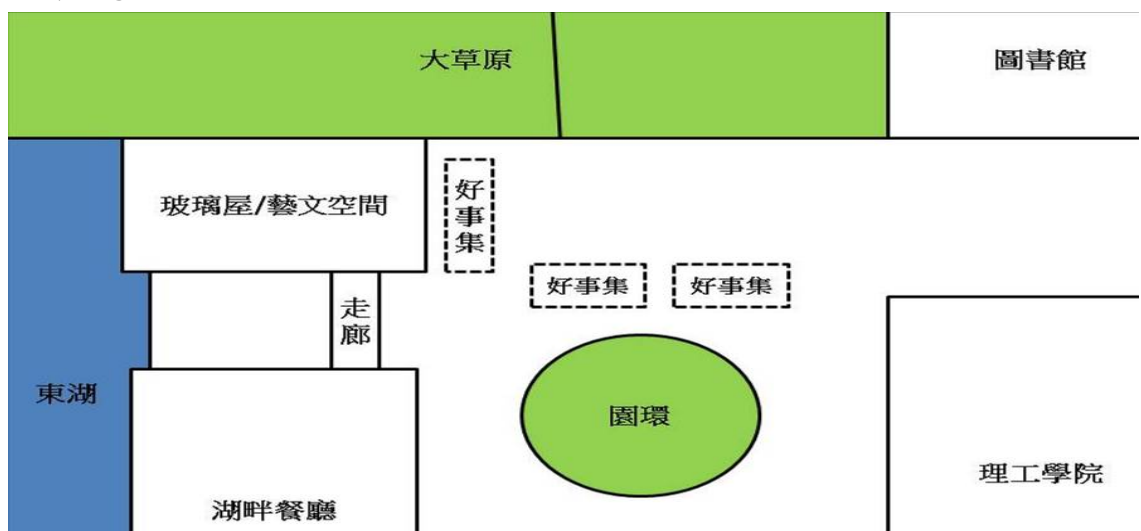 大草原
圖書館
玻璃屋/藝文空間
好事集
好事集
好事集
走廊
東湖
園環
理工學院
湖畔餐廳